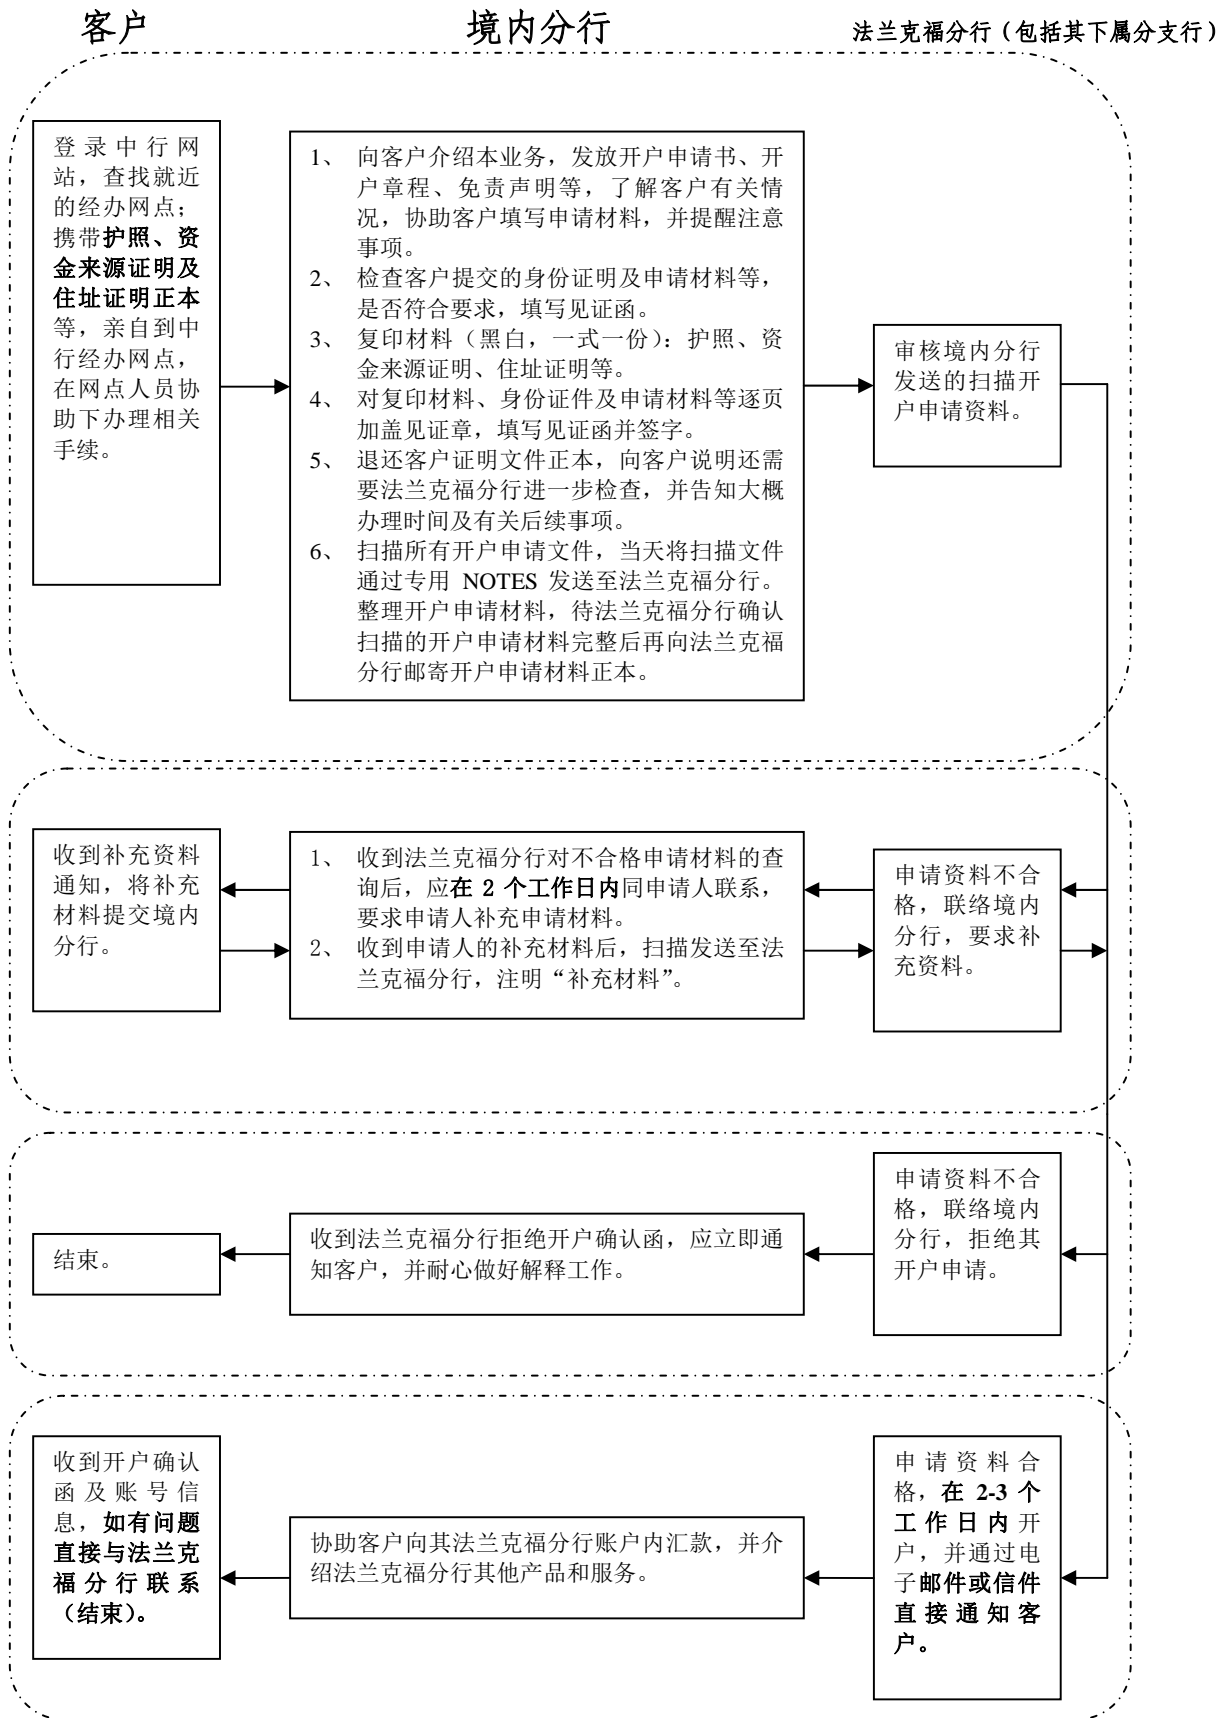 客户
境内分行
法兰克福分行（包括其下属分支行）
登录中行网
站，查找就近
的经办网点；
携带护照、资
金来源证明及
住址证明正本
等，亲自到中
行经办网点，
在网点人员协
助下办理相关
手续。
1、 向客户介绍本业务，发放开户申请书、开
户章程、免责声明等，了解客户有关情
况，协助客户填写申请材料，并提醒注意
事项。
2、 检查客户提交的身份证明及申请材料等，
是否符合要求，填写见证函。
3、 复印材料（黑白，一式一份）：护照、资
金来源证明、住址证明等。
4、 对复印材料、身份证件及申请材料等逐页
加盖见证章，填写见证函并签字。
5、 退还客户证明文件正本，向客户说明还需
要法兰克福分行进一步检查，并告知大概
办理时间及有关后续事项。
6、 扫描所有开户申请文件，当天将扫描文件
通过专用 NOTES 发送至法兰克福分行。
整理开户申请材料，待法兰克福分行确认
扫描的开户申请材料完整后再向法兰克福
分行邮寄开户申请材料正本。
审核境内分行
发送的扫描开
户申请资料。
收到补充资料
通知，将补充
材料提交境内
分行。
1、 收到法兰克福分行对不合格申请材料的查
询后，应在 2 个工作日内同申请人联系，
要求申请人补充申请材料。
2、 收到申请人的补充材料后，扫描发送至法
兰克福分行，注明“补充材料”。
申请资料不合
格，联络境内
分行，要求补
充资料。
结束。
收到法兰克福分行拒绝开户确认函，应立即通
知客户，并耐心做好解释工作。
申请资料不合
格，联络境内
分行，拒绝其
开户申请。
收到开户确认
函及账号信
息，如有问题
直接与法兰克
福分行联系
（结束）。
协助客户向其法兰克福分行账户内汇款，并介
绍法兰克福分行其他产品和服务。
申请资料合
格，在 2-3 个
工作日内开
户，并通过电
子邮件或信件
直接通知客
户。